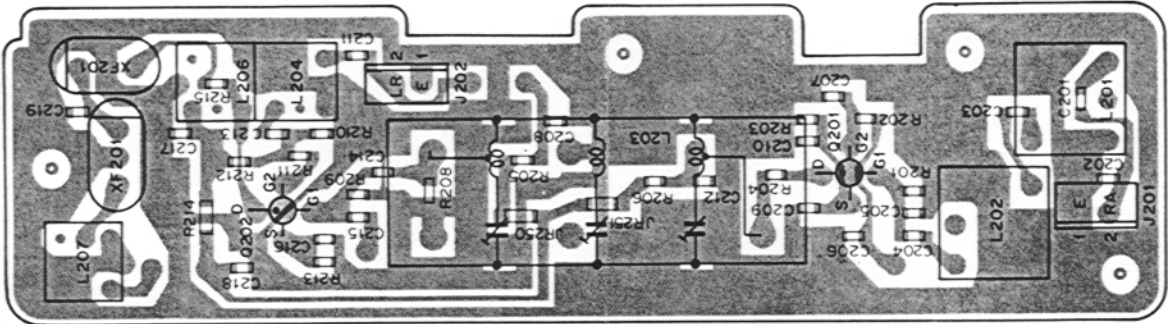 XF201
C219
XF201
L207
L206
R215
L204
C211
LR
2
E
1
J202
C217
C213
R210
R212
R211
C214
R209
G2
D
G1
S
Q202
R214
C216
C215
C218
R213
R208
C208
R205
L203
R206
C212
JR250
JR251
C207
R203
C210
Q201
R202
G2
D
G1
S
R204
C209
R201
C205
C206
C204
C203
L202
C201
L201
C202
E
1
RA
2
J201